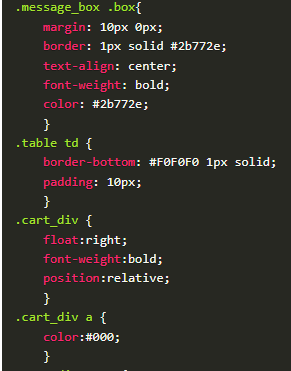 .message_box .box{
margin: 10px 0px;
border: 1px solid #2b772e;
text-align: center;
font-weight: bold;
color: #2b772e;
}
.table td {
border-bottom: #F0F0F0 1px solid;
padding: 10px;
}
.cart_div {
float:right;
font-weight:bold;
position:relative;
}
.cart_div a {
color:#000;
}